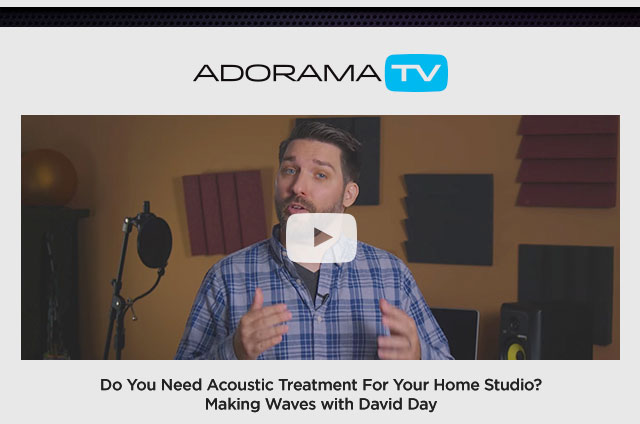 ADORAMA TV
Do You Need Acoustic Treatment For Your Home Studio?
Making Waves with David Day